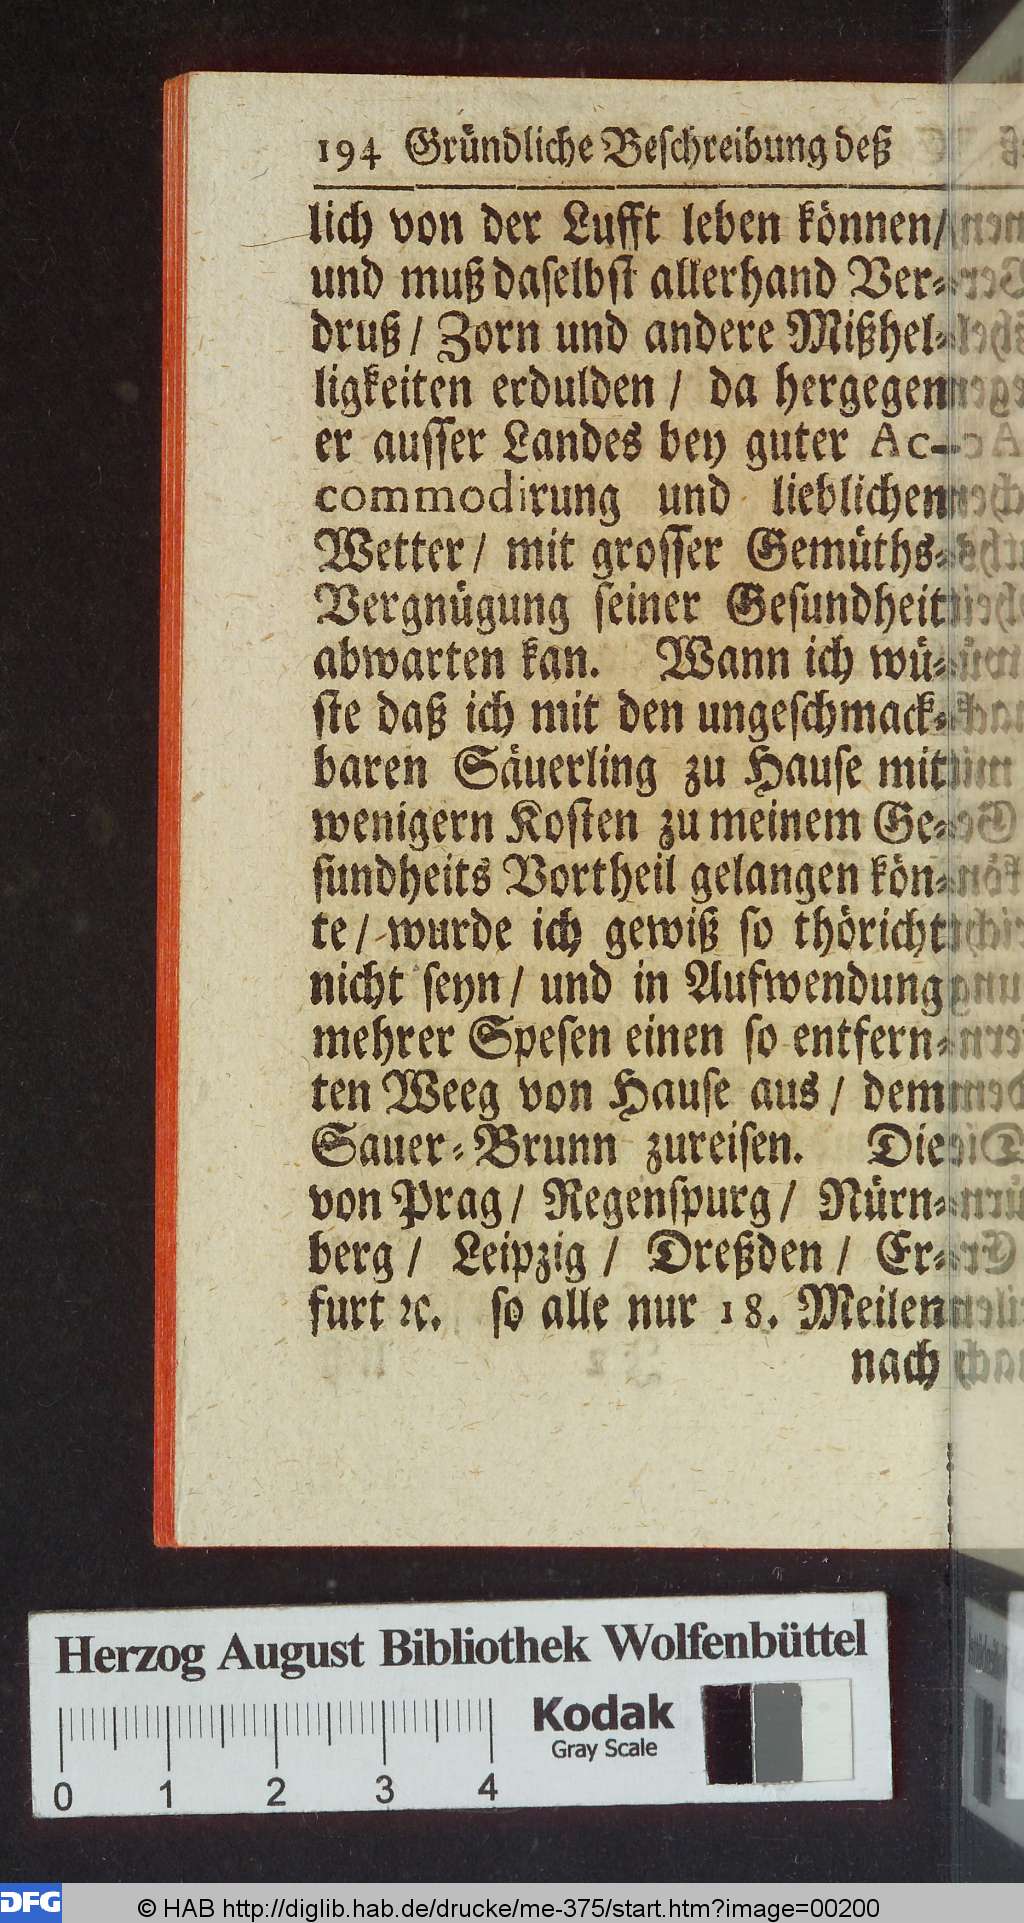 194 Gründliche Beschreibung deß
lich von der Lufft leben können/
und muß daselbst allerhand Ver-
druß / Zorn und andere Mißhel-
ligkeiten erdulden / da hergegen
er ausser Landes bey guter Ac-
commodirung und lieblichen
Wetter / mit grosser Gemüths-
Vergnügung seiner Gesundheit
abwarten kan. Wann ich wü-
ste daß ich mit den ungeschmack-
baren Säuerling zu Hause mit
wenigern Kosten zu meinem Ge-
sundheits Vortheil gelangen kön-
te / wurde ich gewiß so thöricht
nicht seyn / und in Aufwendung
mehrer Spesen einen so entfern-
ten Weeg von Hause aus / dem
Sauer-Brunn zureisen. Die
von Prag / Regenspurg / Nürn-
berg / Leipzig / Dreßden / Er-
furt ꝛc. so alle nur 18. Meilen
nach
Herzog August Bibliothek Wolfenbüttel
Kodak
Gray Scale
0 1 2 3 4
DFG
© HAB http://diglib.hab.de/drucke/me-375/start.htm?image=00200